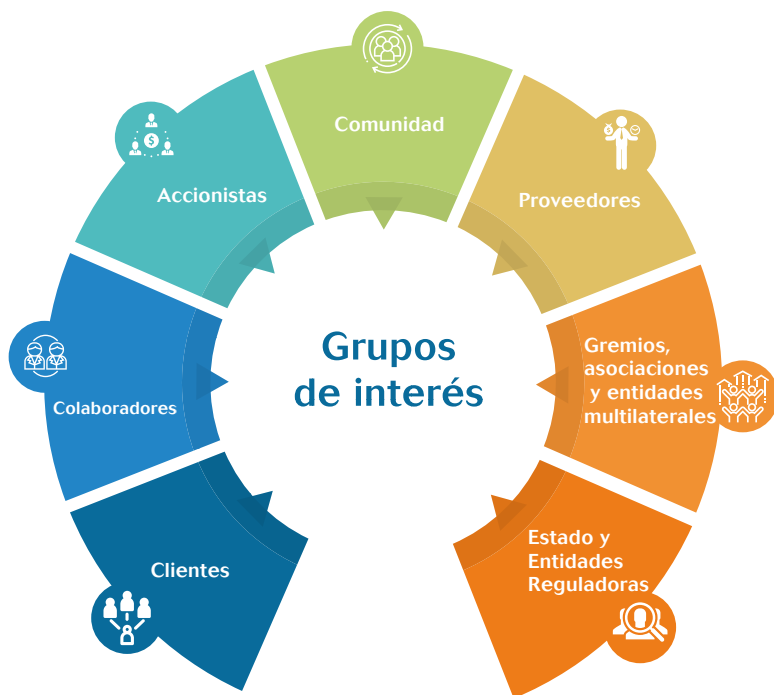 Comunidad
Accionistas
Proveedores
Grupos
de interés
Gremios,
asociaciones
y entidades
multilaterales
Colaboradores
Clientes
Estado y
Entidades
Reguladoras